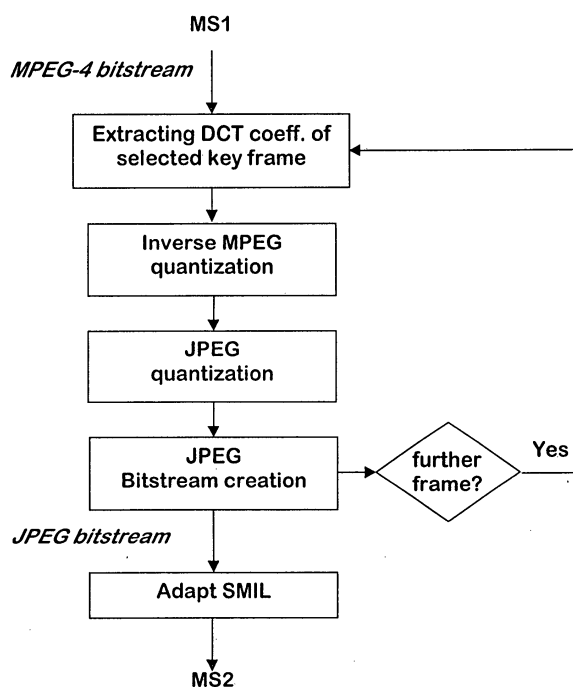 MS1
MPEG-4 bitstream
Extracting DCT coeff. of
selected key frame
Inverse MPEG
quantization
JPEG
quantization
JPEG
Bitstream creation
further
frame?
Yes
JPEG bitstream
Adapt SMIL
MS2